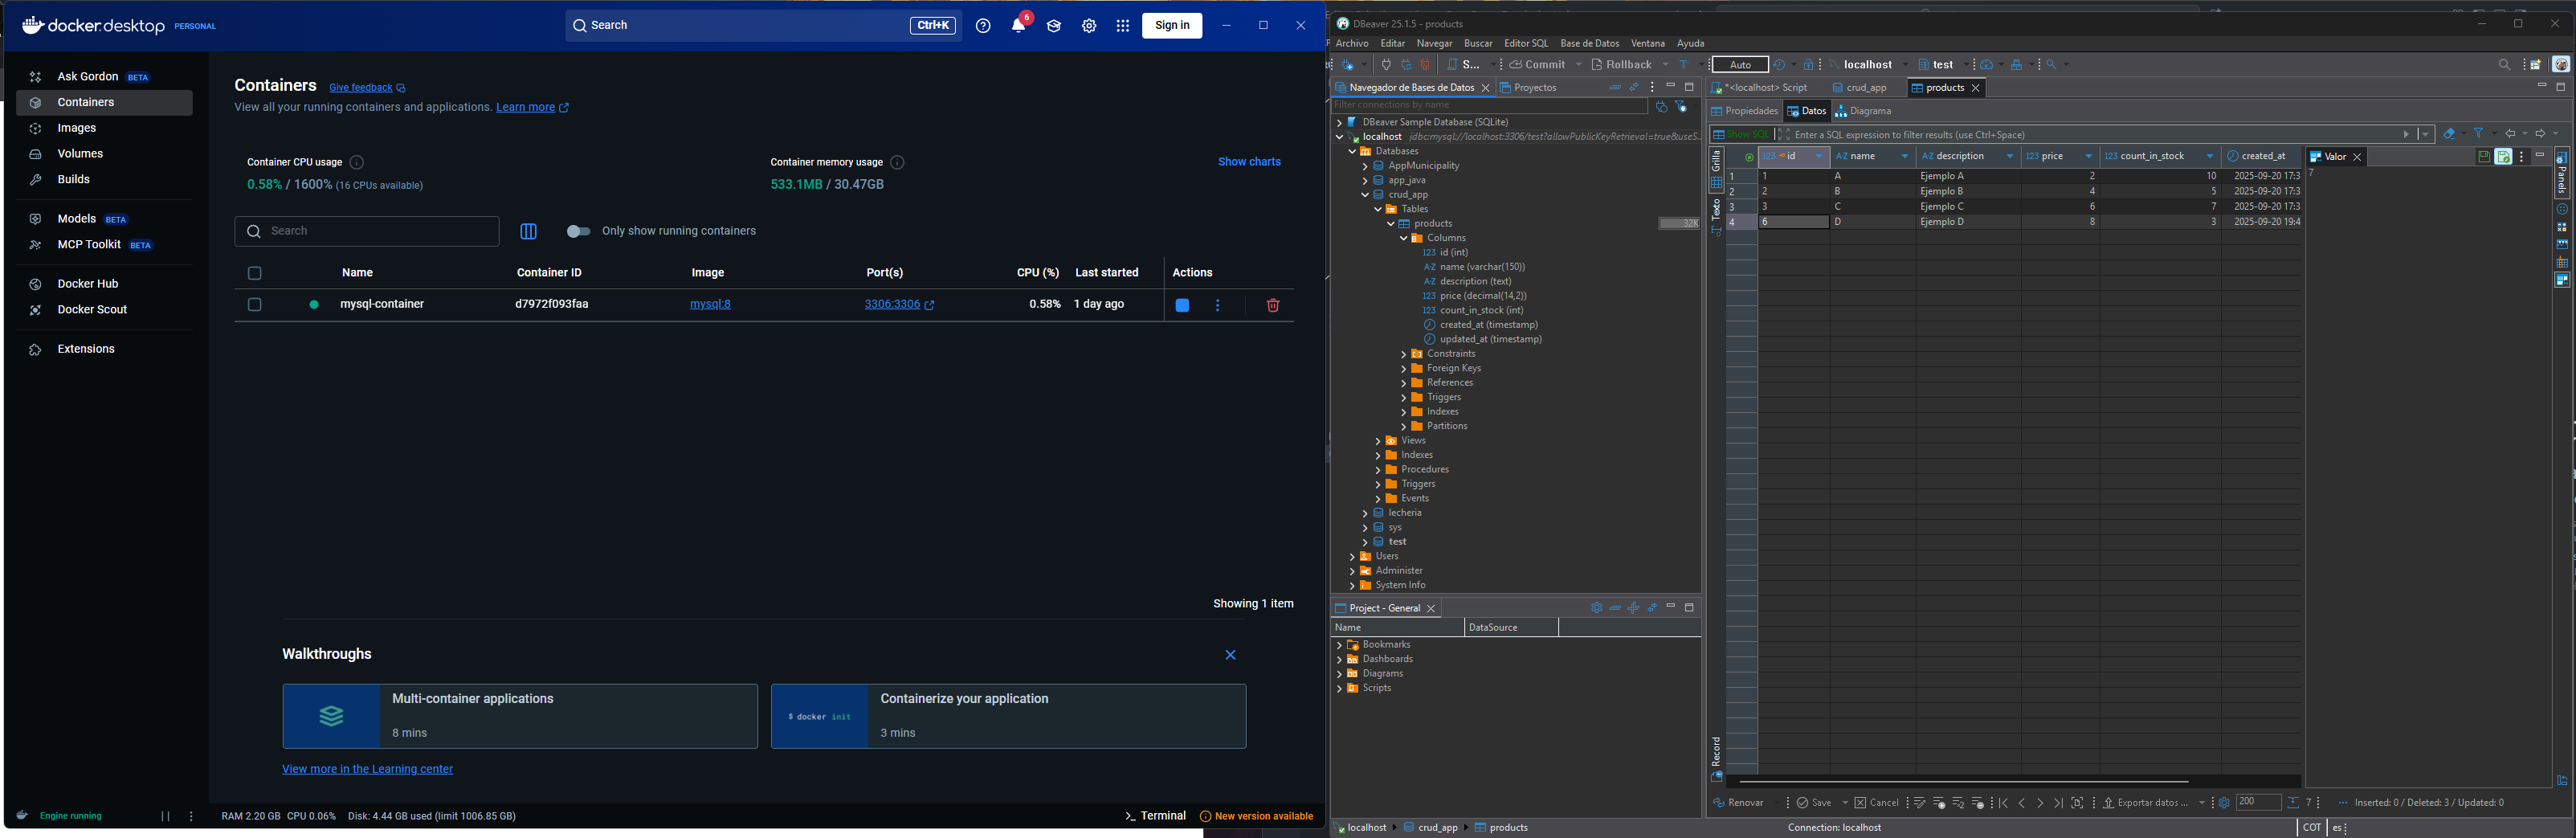 docker.desktop PERSONAL
Search
Ctrl+K
6
Sign in
Ask Gordon BETA
Containers
Images
Volumes
Builds
Models BETA
MCP Toolkit BETA
Docker Hub
Docker Scout
Extensions
Containers Give feedback
View all your running containers and applications. Learn more
Container CPU usage
0.58% / 1600% (16 CPUs available)
Container memory usage
533.1MB / 30.47GB
Show charts
Search
Only show running containers
Name Container ID Image Port(s) CPU (%) Last started Actions
mysql-container d7972f093faa mysql:8 3306:3306 0.58% 1 day ago
Showing 1 item
Walkthroughs
Multi-container applications
8 mins
$ docker init
Containerize your application
3 mins
View more in the Learning center
Engine running
RAM 2.20 GB CPU 0.06% Disk: 4.44 GB used (limit 1006.85 GB)
Terminal
New version available
DBeaver 25.1.5 - products
Archivo Editar Navegar Buscar Editor SQL Base de Datos Ventana Ayuda
S... Commit Rollback T Auto localhost test
Navegador de Bases de Datos
Proyectos
Filter connections by name
DBeaver Sample Database (SQLite)
localhost jdbc:mysql://localhost:3306/test?allowPublicKeyRetrieval=true&useS...
Databases
AppMunicipality
app_java
crud_app
Tables
products 32K
Columns
123 id (int)
A-Z name (varchar(150))
A-Z description (text)
123 price (decimal(14,2))
123 count_in_stock (int)
created_at (timestamp)
updated_at (timestamp)
Constraints
Foreign Keys
References
Triggers
Indexes
Partitions
Views
Indexes
Procedures
Triggers
Events
lecheria
sys
test
Users
Administer
System Info
Project - General
Name DataSource
Bookmarks
Dashboards
Diagrams
Scripts
*<localhost> Script
crud_app
products
Propiedades Datos Diagrama
Show SQL Enter a SQL expression to filter results (use Ctrl+Space)
Grilla
Texto
Record
123 id A-Z name A-Z description 123 price 123 count_in_stock created_at
1 1 A Ejemplo A 2 10 2025-09-20 17:3
2 2 B Ejemplo B 4 5 2025-09-20 17:3
3 3 C Ejemplo C 6 7 2025-09-20 17:3
4 6 D Ejemplo D 8 3 2025-09-20 19:4
Valor
7
Panels
Renovar Save Cancel Exportar datos ... 200 7 ... Inserted: 0 / Deleted: 3 / Updated: 0
localhost crud_app products
Connection: localhost
COT es